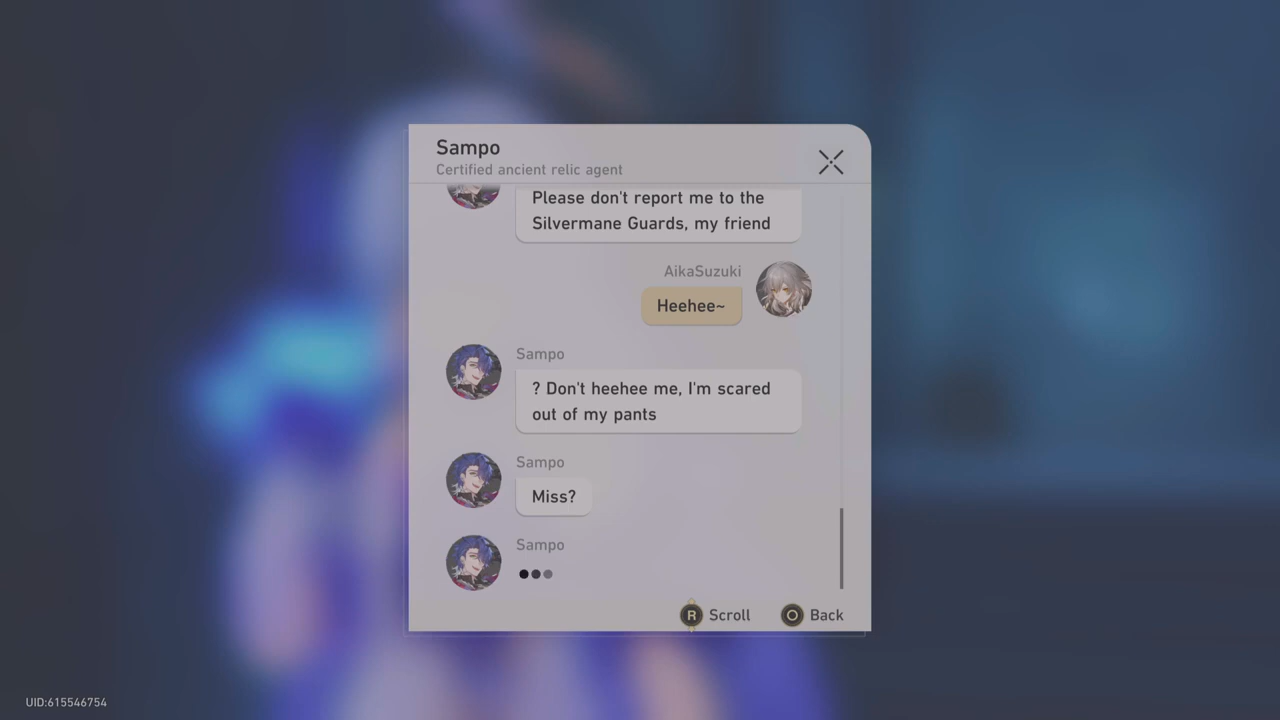 Sampo
Certified ancient relic agent
Please don't report me to the
Silvermane Guards, my friend
AikaSuzuki
Heehee~
Sampo
? Don't heehee me, I'm scared
out of my pants
Sampo
Miss?
Sampo
R Scroll
Back
UID:615546754